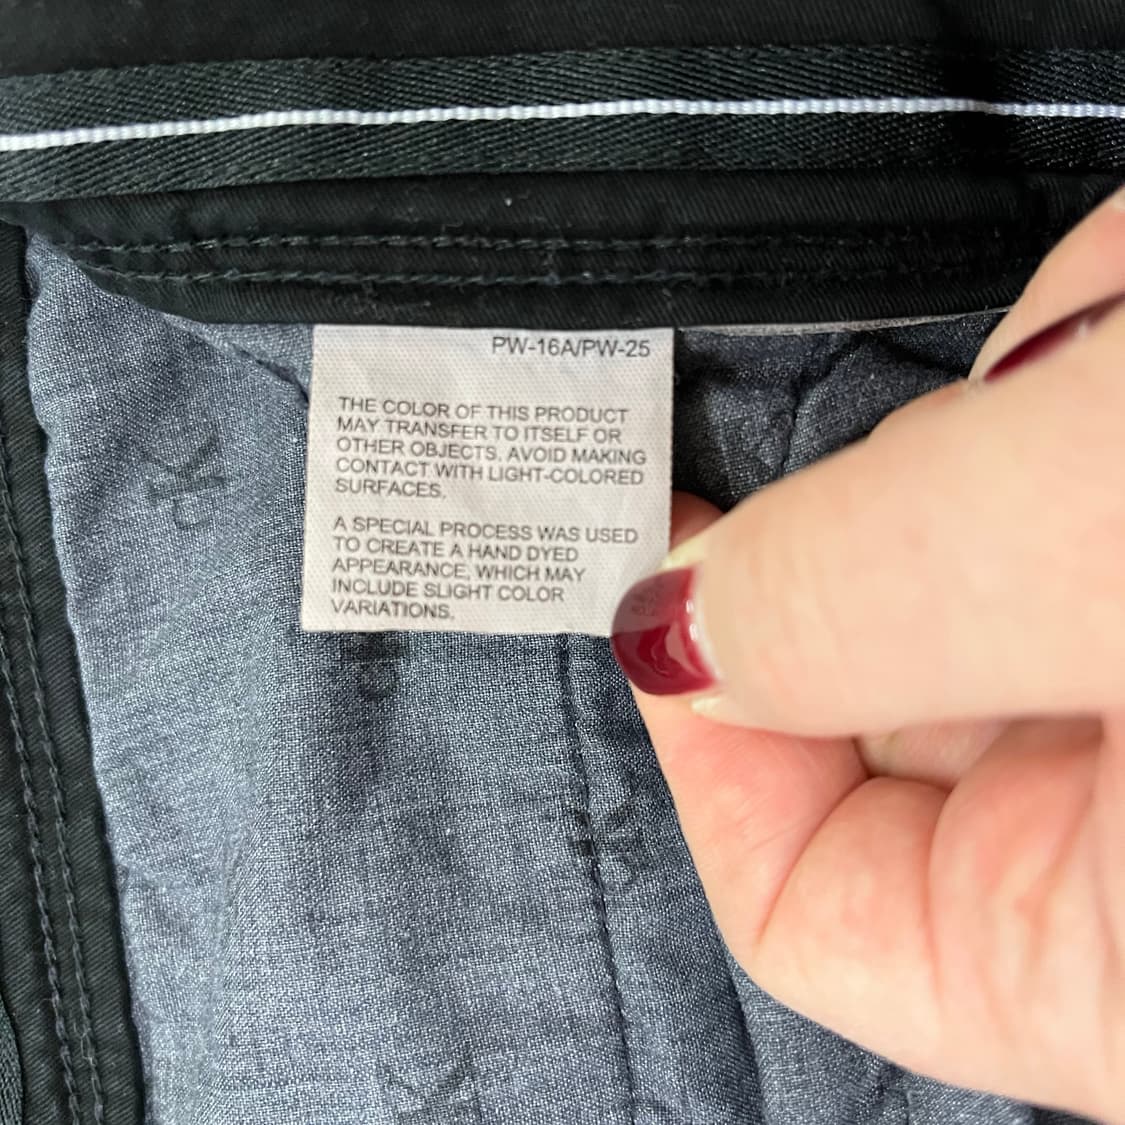 PW-16A/PW-25
THE COLOR OF THIS PRODUCT
MAY TRANSFER TO ITSELF OR
OTHER OBJECTS. AVOID MAKING
CONTACT WITH LIGHT-COLORED
SURFACES.
A SPECIAL PROCESS WAS USED
TO CREATE A HAND DYED
APPEARANCE, WHICH MAY
INCLUDE SLIGHT COLOR
VARIATIONS.